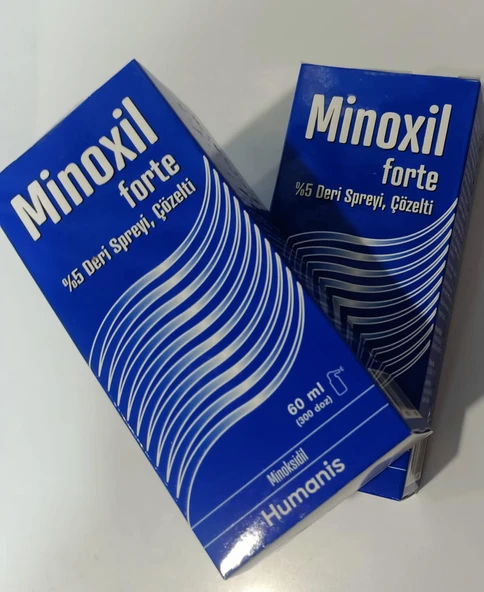 Minoxil
forte
%5 Deri Spreyi, Çözelti
60 ml
(300 doz)
Minoksidil
Humanis
Minoxil
forte
%5 Deri Spreyi, Çözelti